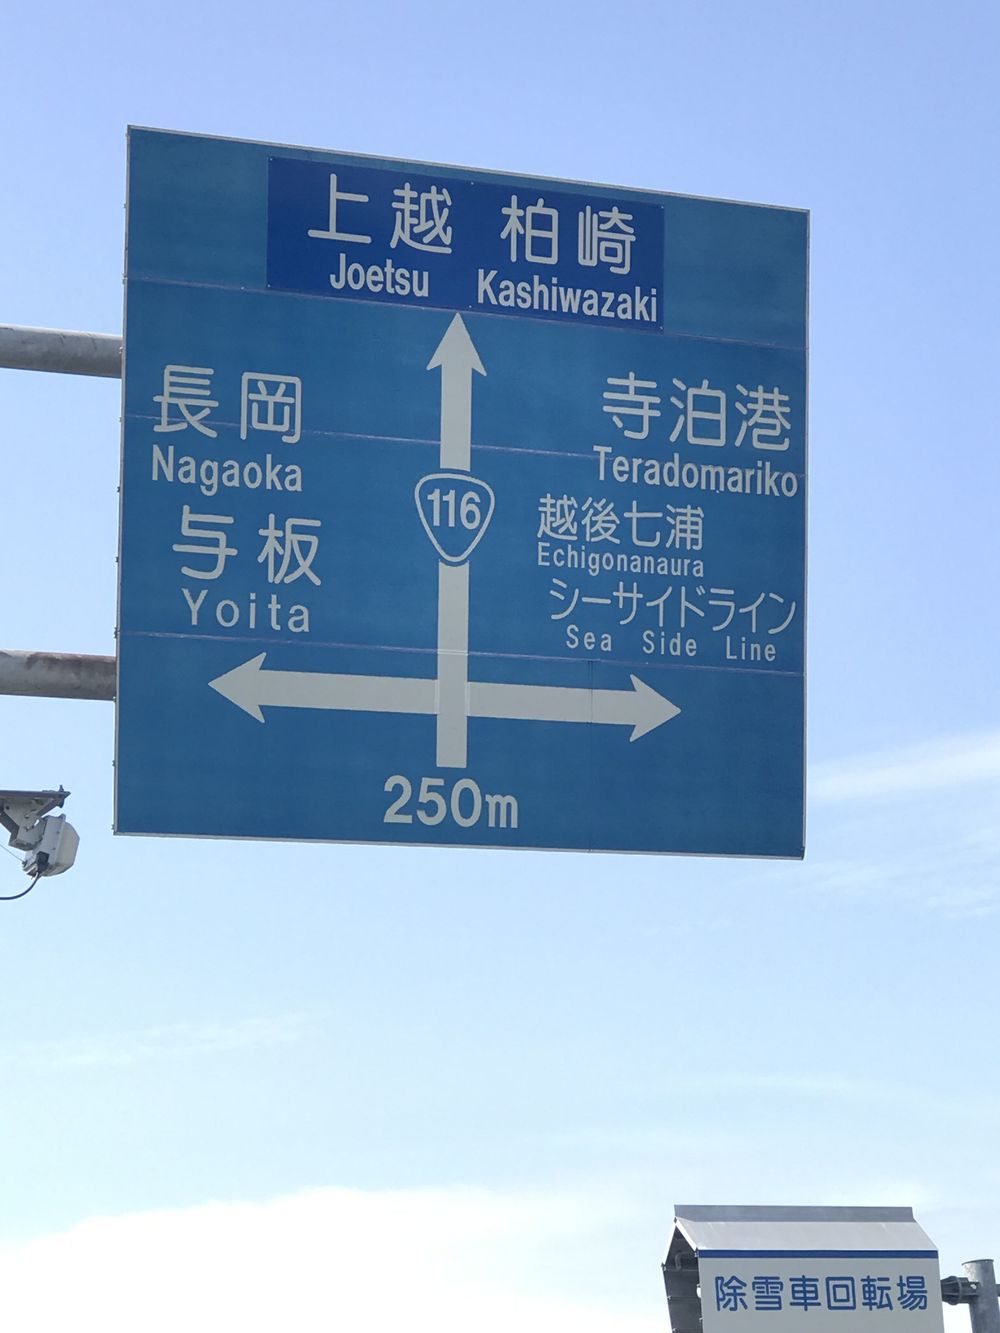 上越 柏崎
Joetsu Kashiwazaki
長岡
Nagaoka
与板
Yoita
116
寺泊港
Teradomariko
越後七浦
Echigonanaura
シーサイドライン
Sea Side Line
250m
除雪車回転場